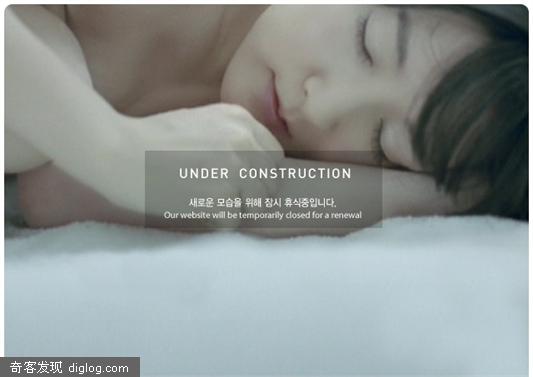 UNDER CONSTRUCTION
새로운 모습을 위해 잠시 휴식중입니다.
Our website will be temporarily closed for a renewal
奇客发现 diglog.com